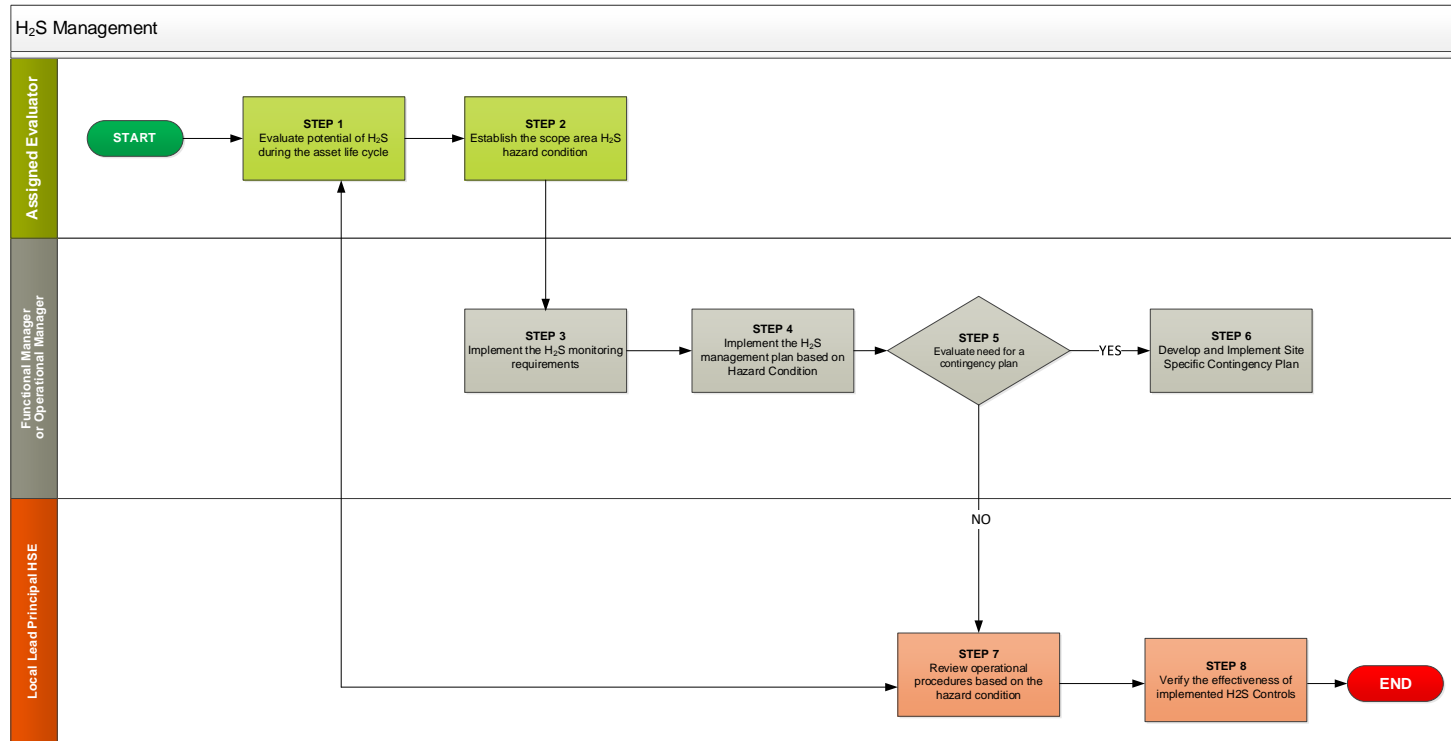 H₂S Management
Assigned Evaluator
START
STEP 1
Evaluate potential of H₂S
during the asset life cycle
STEP 2
Establish the scope area H₂S
hazard condition
Functional Manager
or Operational Manager
STEP 3
Implement the H₂S monitoring
requirements
STEP 4
Implement the H₂S
management plan based on
Hazard Condition
STEP 5
Evaluate need for a
contingency plan
YES
STEP 6
Develop and Implement Site
Specific Contingency Plan
NO
Local Lead Principal HSE
STEP 7
Review operational
procedures based on the
hazard condition
STEP 8
Verify the effectiveness of
implemented H2S Controls
END